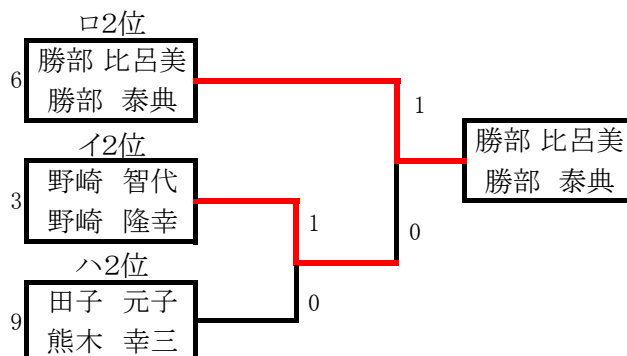 ロ2位
6
勝部 比呂美
勝部 泰典
1
勝部 比呂美
勝部 泰典
イ2位
3
野崎 智代
野崎 隆幸
1
0
ハ2位
9
田子 元子
熊木 幸三
0